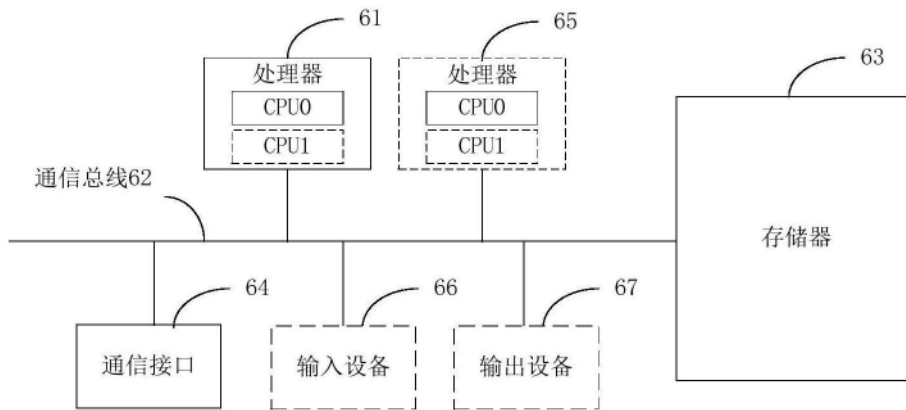 61
65
63
处理器
CPU0
CPU1
处理器
CPU0
CPU1
通信总线62
存储器
64
66
67
通信接口
输入设备
输出设备